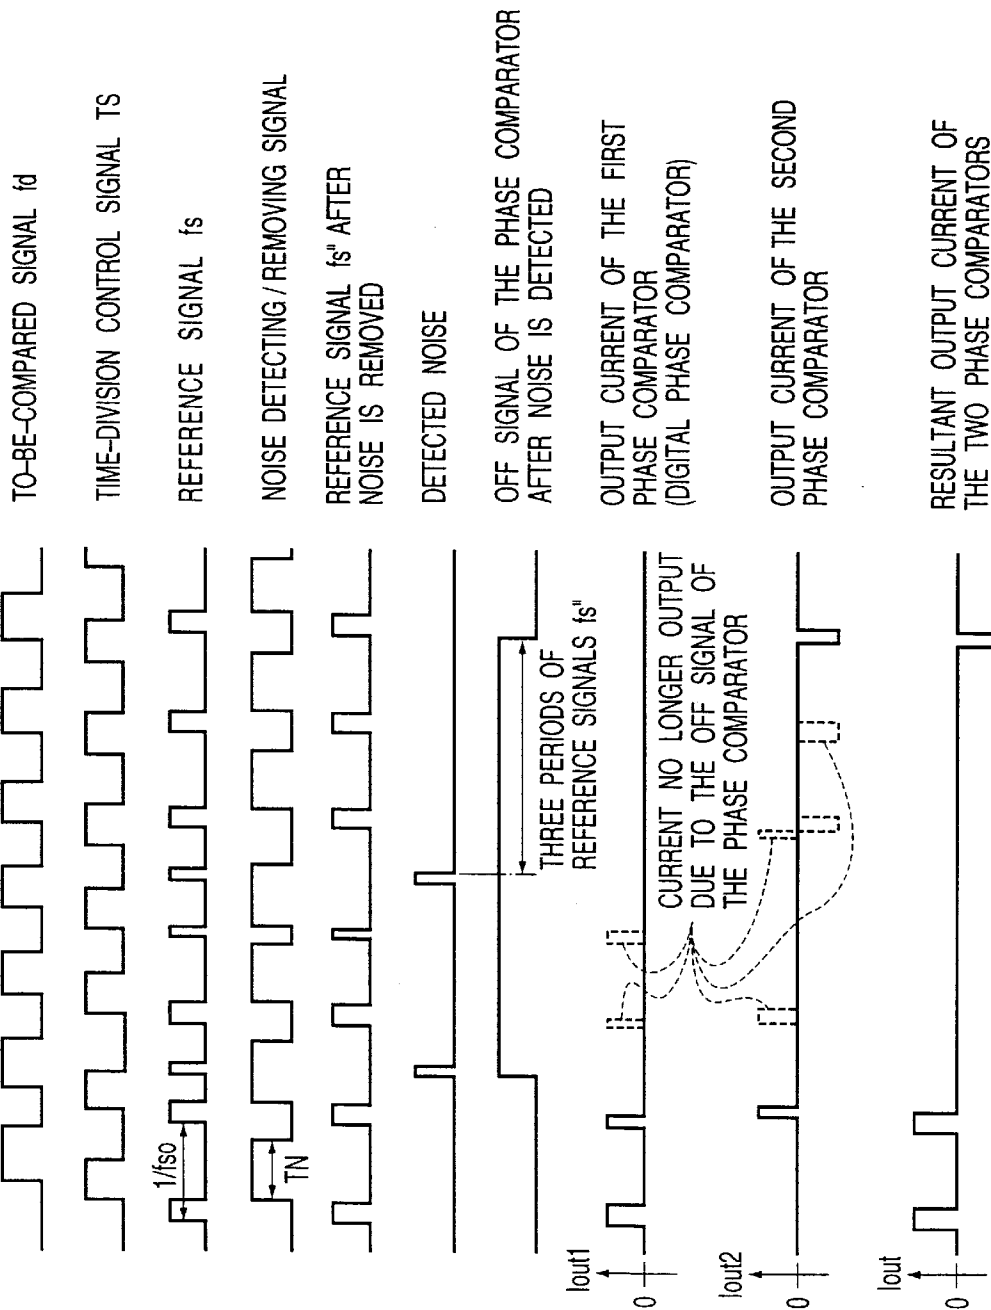 TO-BE-COMPARED SIGNAL fd
TIME-DIVISION CONTROL SIGNAL TS
1/fso
REFERENCE SIGNAL fs
TN
NOISE DETECTING/REMOVING SIGNAL
REFERENCE SIGNAL fs" AFTER
NOISE IS REMOVED
DETECTED NOISE
OFF SIGNAL OF THE PHASE COMPARATOR
AFTER NOISE IS DETECTED
THREE PERIODS OF
REFERENCE SIGNALS fs"
Iout1
0
OUTPUT CURRENT OF THE FIRST
PHASE COMPARATOR
(DIGITAL PHASE COMPARATOR)
CURRENT NO LONGER OUTPUT
DUE TO THE OFF SIGNAL OF
THE PHASE COMPARATOR
Iout2
0
OUTPUT CURRENT OF THE SECOND
PHASE COMPARATOR
Iout
0
RESULTANT OUTPUT CURRENT OF
THE TWO PHASE COMPARATORS